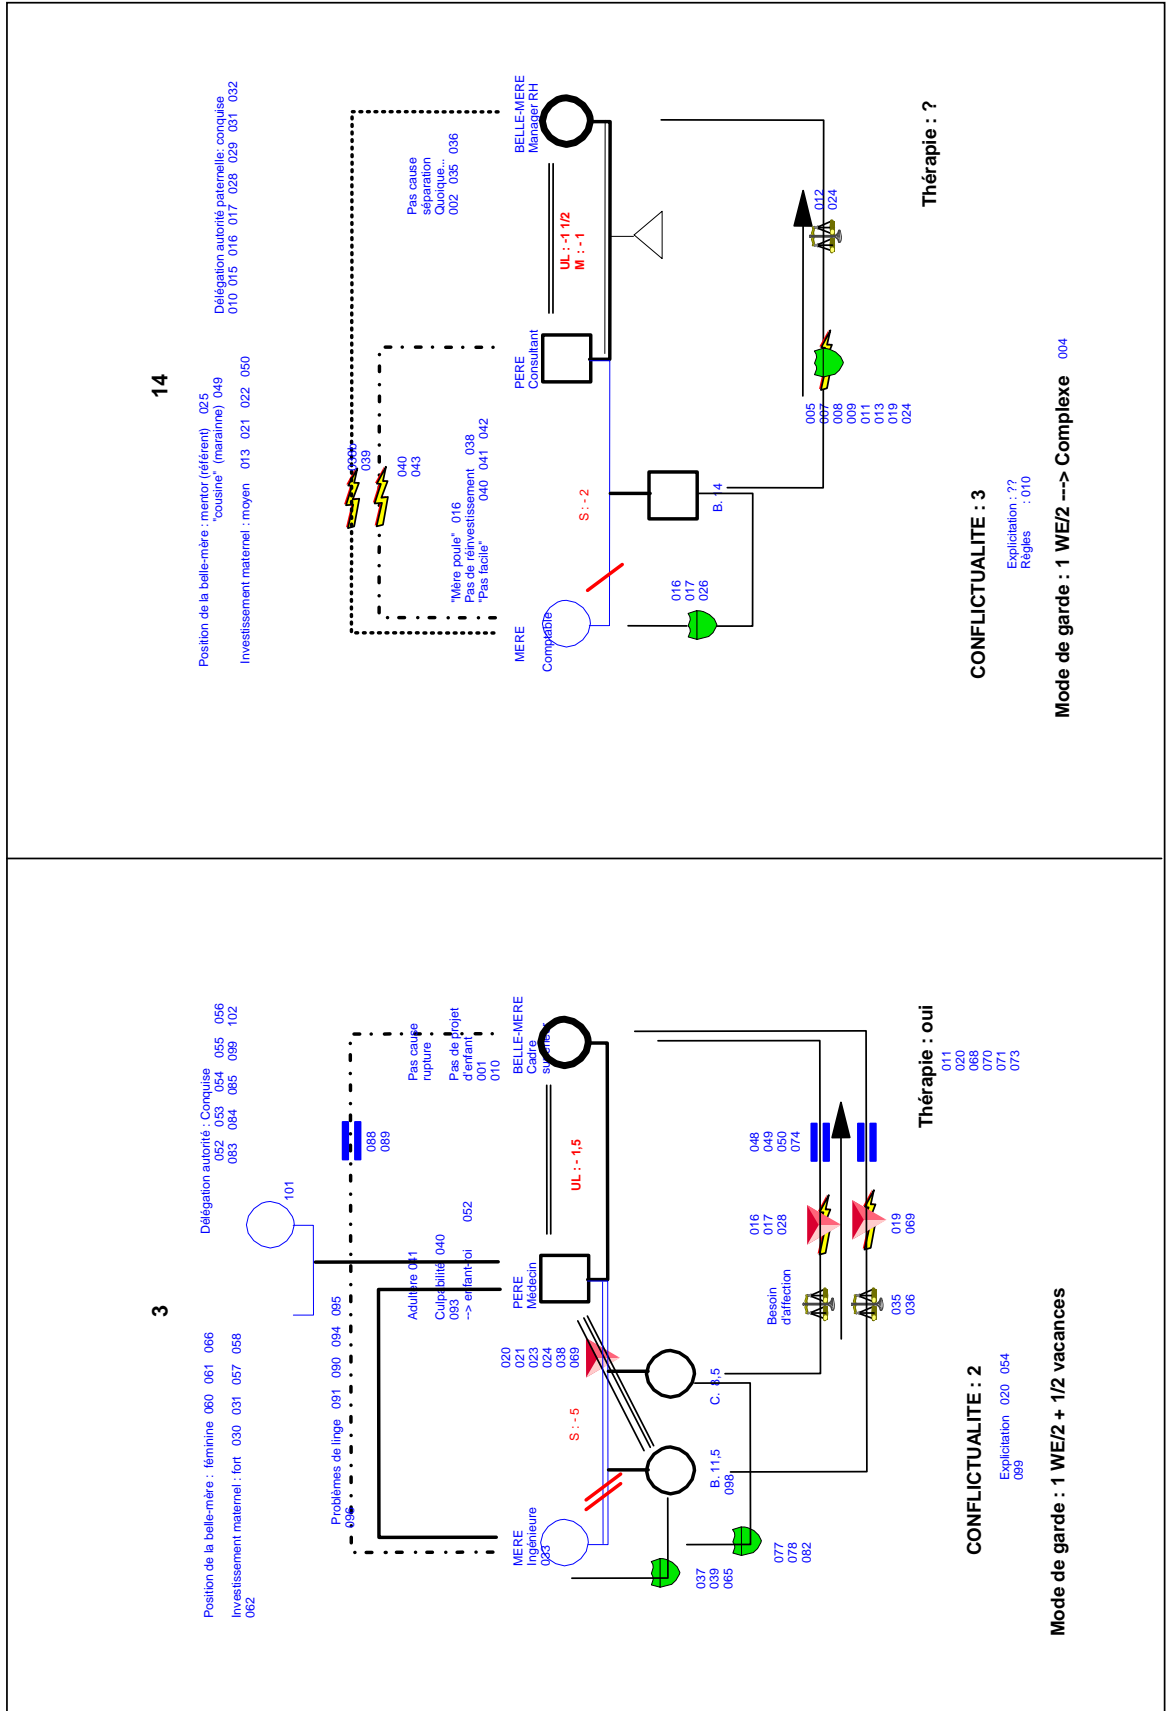 14
Position de la belle-mère : mentor (référent) 025
"cousine" (marainne) 049
Investissement maternel : moyen 013 021 022 050
Délégation autorité paternelle: conquise
010 015 016 017 028 029 031 032
039
040
043
Pas cause
séparation
Quoique...
002 035 036
"Mère poule" 016
Pas de réinvestissement 038
"Pas facile" 040 041 042
MERE
Comptable
PERE
Consultant
BELLE-MERE
Manager RH
UL : -1 1/2
M : - 1
S : - 2
B. 14
016
017
026
005
007
008
009
011
013
019
024
012
024
Thérapie : ?
CONFLICTUALITE : 3
Explicitation : ??
Règles : 010
Mode de garde : 1 WE/2 ---> Complexe 004
3
Position de la belle-mère : féminine 060 061 066
Investissement maternel : fort 030 031 057 058
062
Délégation autorité : Conquise
052 053 054 055 056
083 084 085 099 102
101
Problèmes de linge 091 090 094 095
096
088
089
Adultère 041
Culpabilité 040
093
--> enfant-roi 052
Pas cause
rupture
Pas de projet
d'enfant
001
010
MERE
Ingénieure
033
PERE
Médecin
BELLE-MERE
Cadre
supérieur
UL : - 1,5
020
021
023
024
038
069
S : - 5
B. 11,5
098
C. 8,5
037
039
065
077
078
082
Besoin
d'affection
016
017
028
048
049
050
074
035
036
019
069
Thérapie : oui
011
020
068
070
071
073
CONFLICTUALITE : 2
Explicitation 020 054
099
Mode de garde : 1 WE/2 + 1/2 vacances